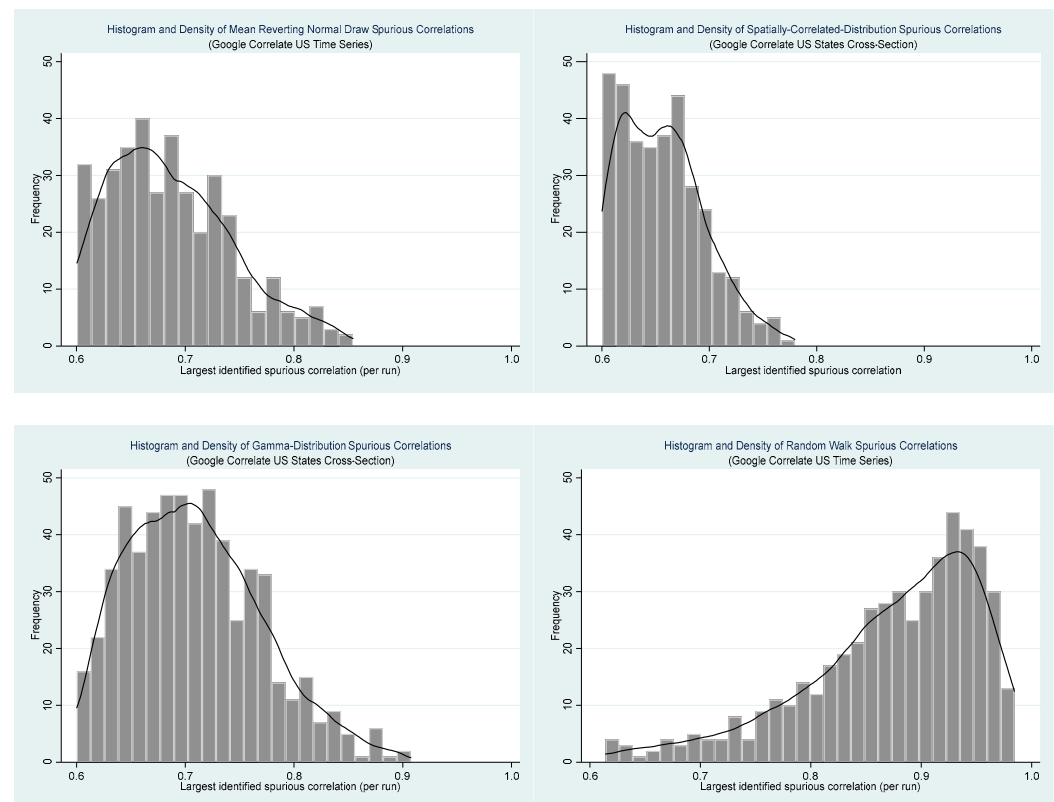 Histogram and Density of Mean Reverting Normal Draw Spurious Correlations
(Google Correlate US Time Series)
50
40
30
20
10
0
Frequency
0.6 0.7 0.8 0.9 1.0
Largest identified spurious correlation (per run)
Histogram and Density of Spatially-Correlated-Distribution Spurious Correlations
(Google Correlate US States Cross-Section)
50
40
30
20
10
0
Frequency
0.6 0.7 0.8 0.9 1.0
Largest identified spurious correlation
Histogram and Density of Gamma-Distribution Spurious Correlations
(Google Correlate US States Cross-Section)
50
40
30
20
10
0
Frequency
0.6 0.7 0.8 0.9 1.0
Largest identified spurious correlation (per run)
Histogram and Density of Random Walk Spurious Correlations
(Google Correlate US Time Series)
50
40
30
20
10
0
Frequency
0.6 0.7 0.8 0.9 1.0
Largest identified spurious correlation (per run)